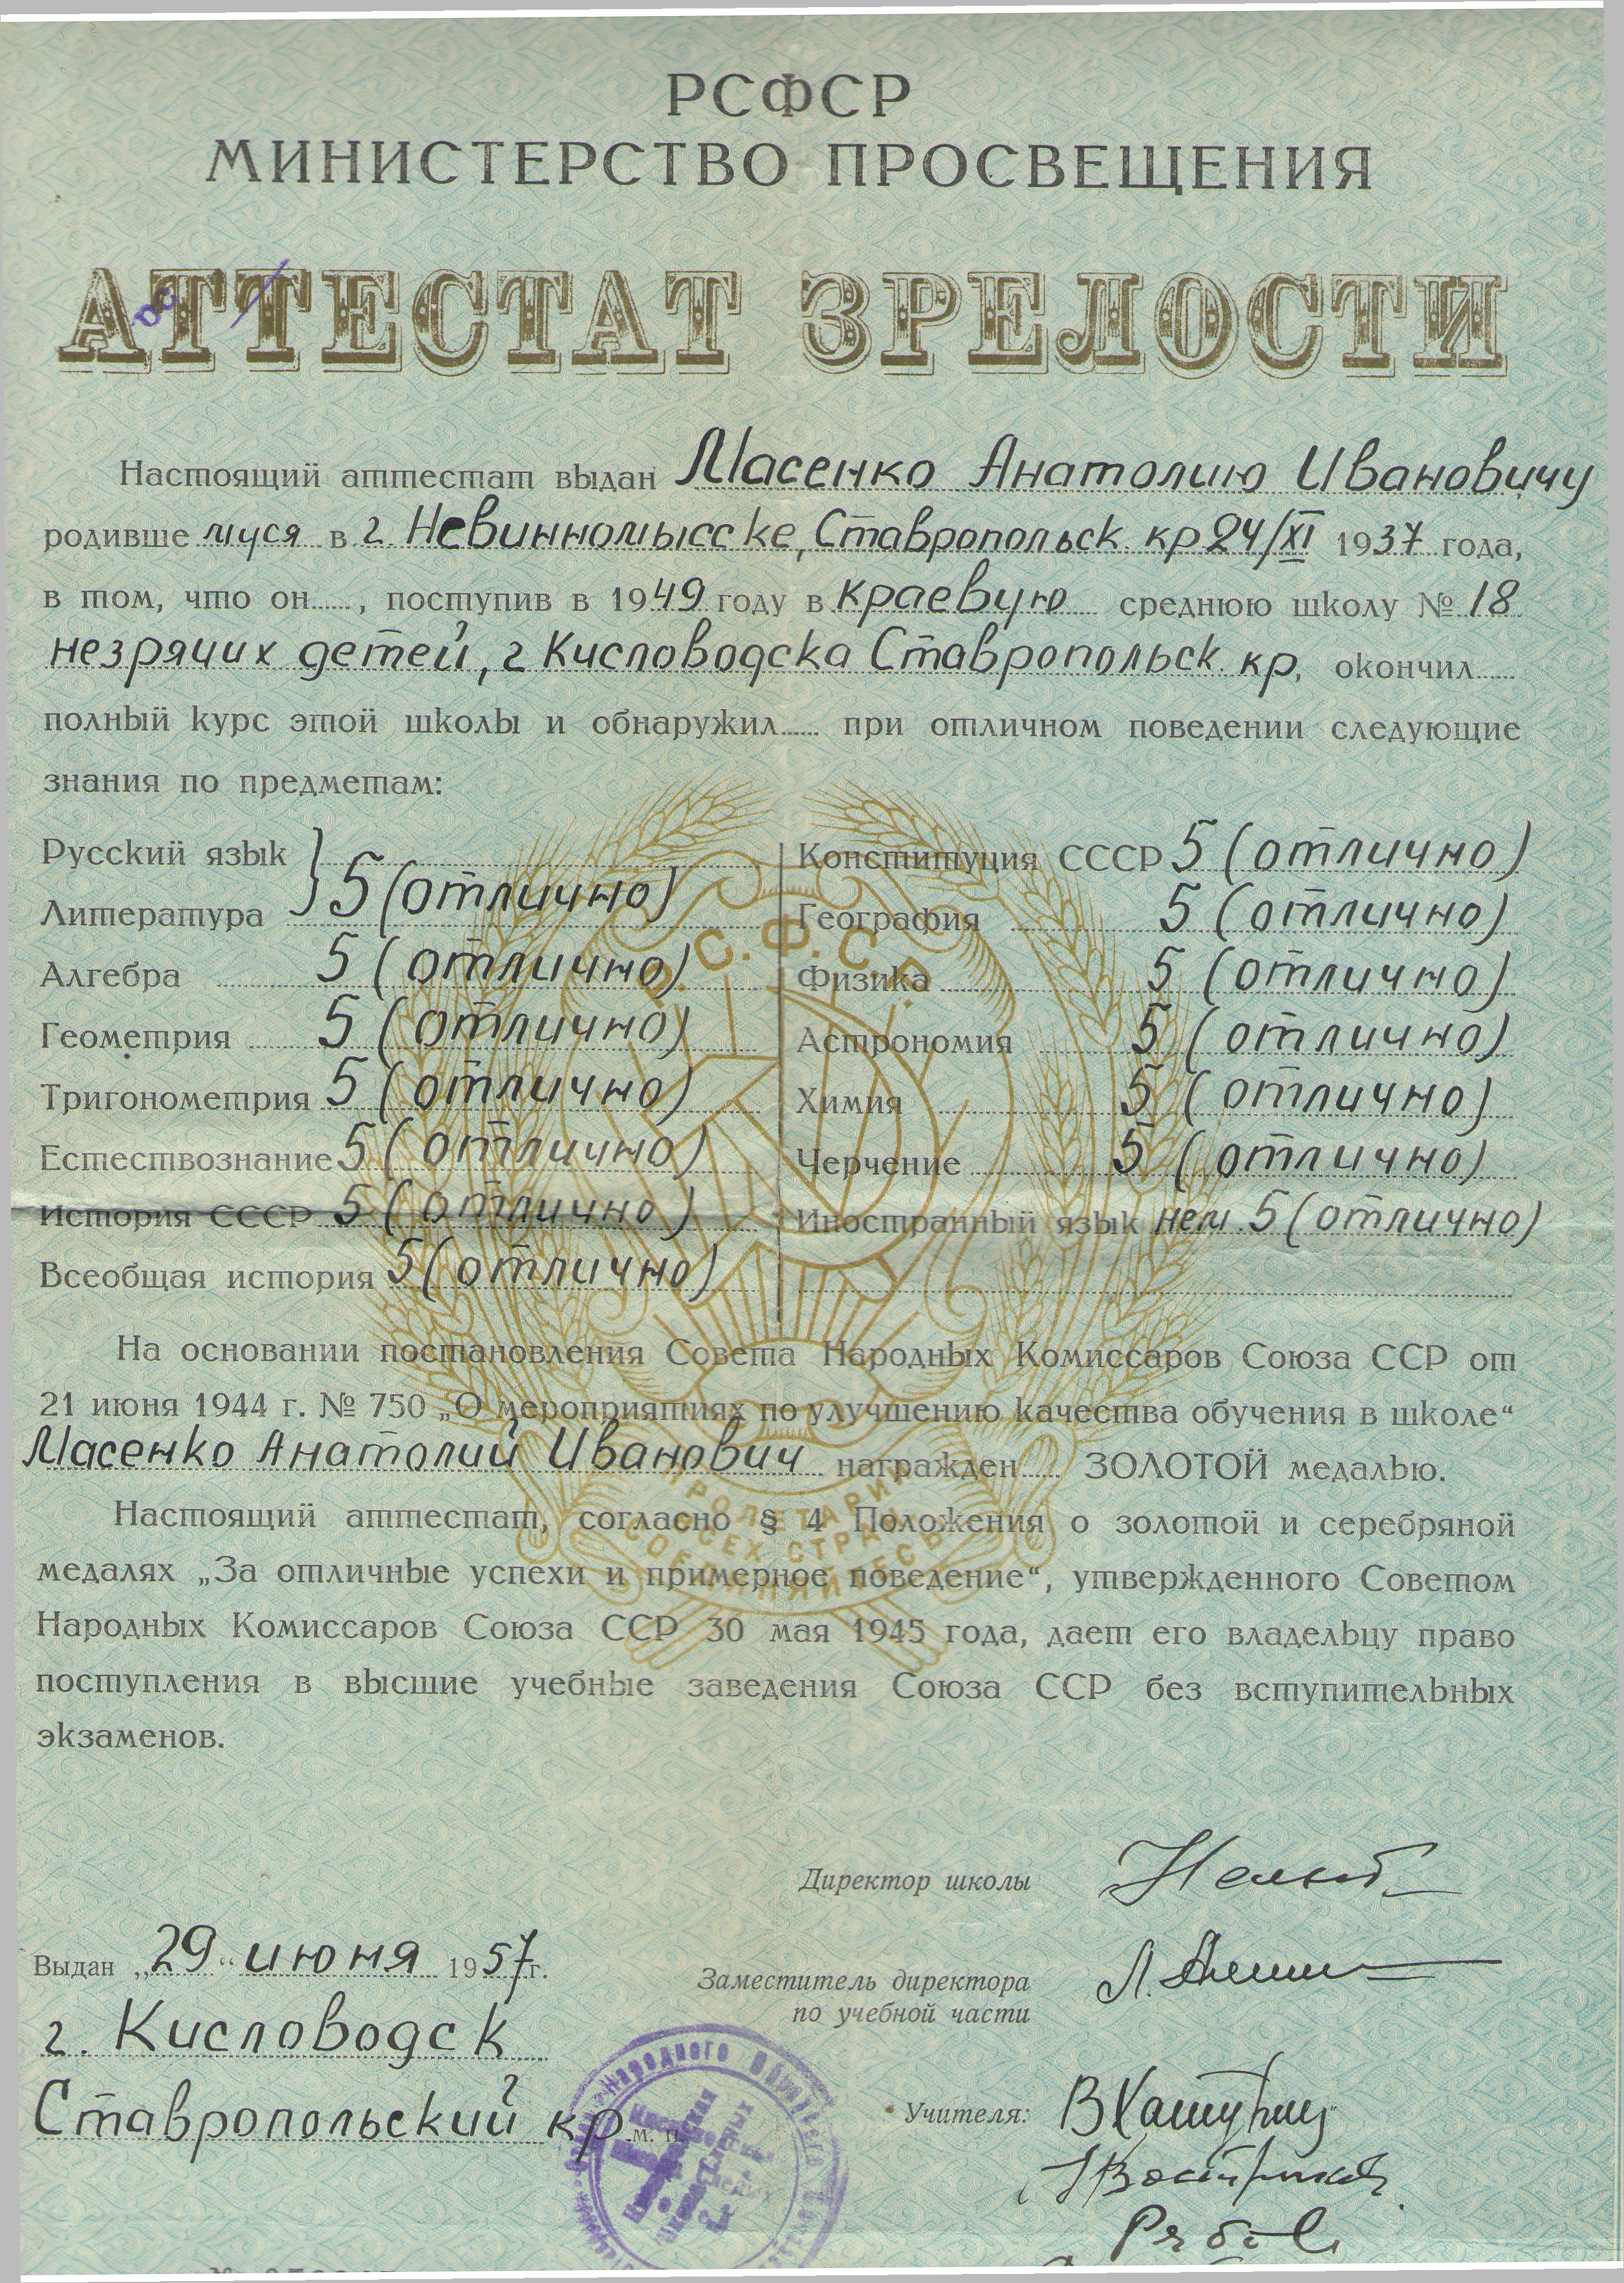 РСФСР
МИНИСТЕРСТВО ПРОСВЕЩЕНИЯ
АТТЕСТАТ ЗРЕЛОСТИ
Настоящий аттестат выдан Масенко Анатолию Ивановичу
родивше муся в г. Невинномысске, Ставропольск. кр 24/XI 1937 года,
в том, что он....., поступив в 1949 году в краевую среднюю школу № 18
незрячих детей, г Кисловодска Ставропольск. кр, окончил.....
полный курс этой школы и обнаружил..... при отличном поведении следующие
знания по предметам:
Русский язык
Литература } 5 (отлично)
Алгебра 5 (отлично)
Геометрия 5 (отлично)
Тригонометрия 5 (отлично)
Естествознание 5 (отлично)
История СССР 5 (отлично)
Всеобщая история 5 (отлично)
Конституция СССР 5 (отлично)
География 5 (отлично)
Физика 5 (отлично)
Астрономия 5 (отлично)
Химия 5 (отлично)
Черчение 5 (отлично)
Иностранный язык нем. 5 (отлично)
На основании постановления Совета Народных Комиссаров Союза ССР от
21 июня 1944 г. № 750 „О мероприятиях по улучшению качества обучения в школе“
Масенко Анатолий Иванович награжден..... ЗОЛОТОЙ медалью.
Настоящий аттестат, согласно § 4 Положения о золотой и серебряной
медалях „За отличные успехи и примерное поведение“, утвержденного Советом
Народных Комиссаров Союза ССР 30 мая 1945 года, дает его владельцу право
поступления в высшие учебные заведения Союза ССР без вступительных
экзаменов.
Директор школы
Выдан „29“ июня 1957 г.
Заместитель директора
по учебной части
г. Кисловодск
Ставропольский кр. м. п.
Учителя: